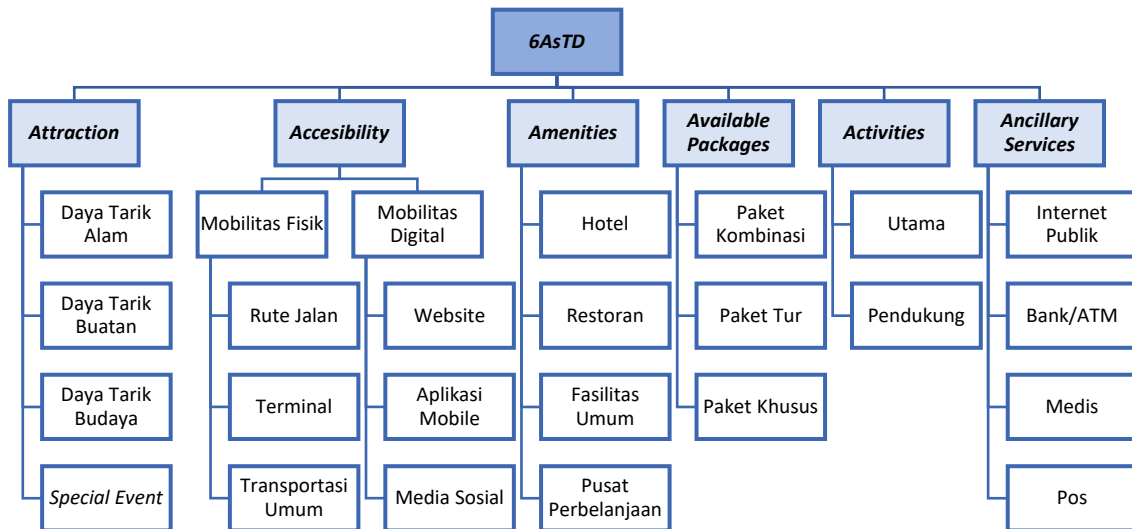 6AsTD
Attraction
Accesibility
Amenities
Available
Packages
Activities
Ancillary
Services
Daya Tarik
Alam
Daya Tarik
Buatan
Daya Tarik
Budaya
Special Event
Mobilitas Fisik
Rute Jalan
Terminal
Transportasi
Umum
Mobilitas
Digital
Website
Aplikasi
Mobile
Media Sosial
Hotel
Restoran
Fasilitas
Umum
Pusat
Perbelanjaan
Paket
Kombinasi
Paket Tur
Paket Khusus
Utama
Pendukung
Internet
Publik
Bank/ATM
Medis
Pos